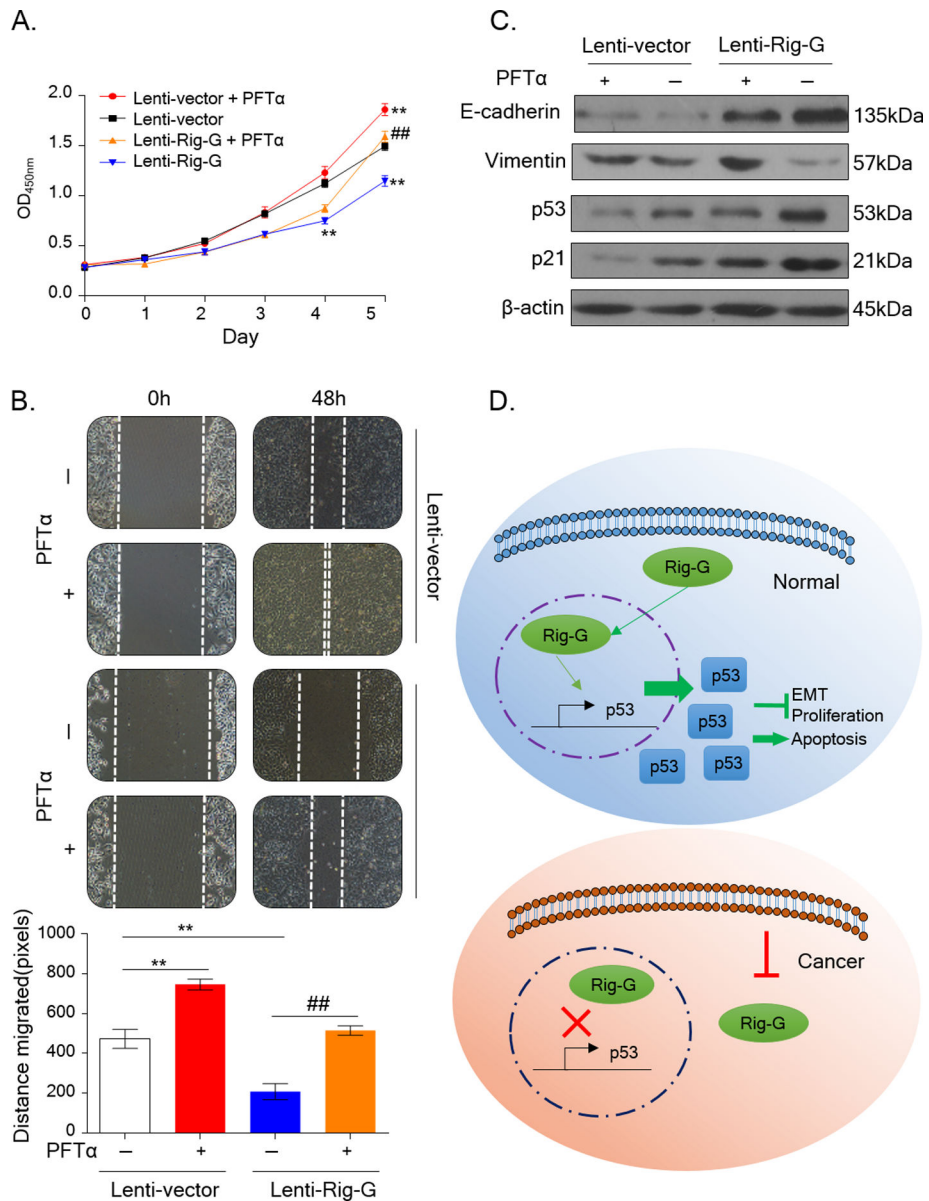 A.
2.0
1.5
1.0
0.5
0.0
OD450nm
Lenti-vector + PFTα
Lenti-vector
Lenti-Rig-G + PFTα
Lenti-Rig-G
**
##
**
**
0 1 2 3 4 5
Day
B.
0h 48h
PFTα
–
+
Lenti-vector
PFTα
–
+
Lenti-vector
Distance migrated(pixels)
1000
800
600
400
200
0
**
**
##
PFTα – + – +
Lenti-vector Lenti-Rig-G
C.
Lenti-vector Lenti-Rig-G
PFTα + – + –
E-cadherin 135kDa
Vimentin 57kDa
p53 53kDa
p21 21kDa
β-actin 45kDa
D.
Rig-G
Normal
Rig-G
p53
p53
p53
p53
p53
EMT
Proliferation
Apoptosis
Cancer
Rig-G
Rig-G
p53